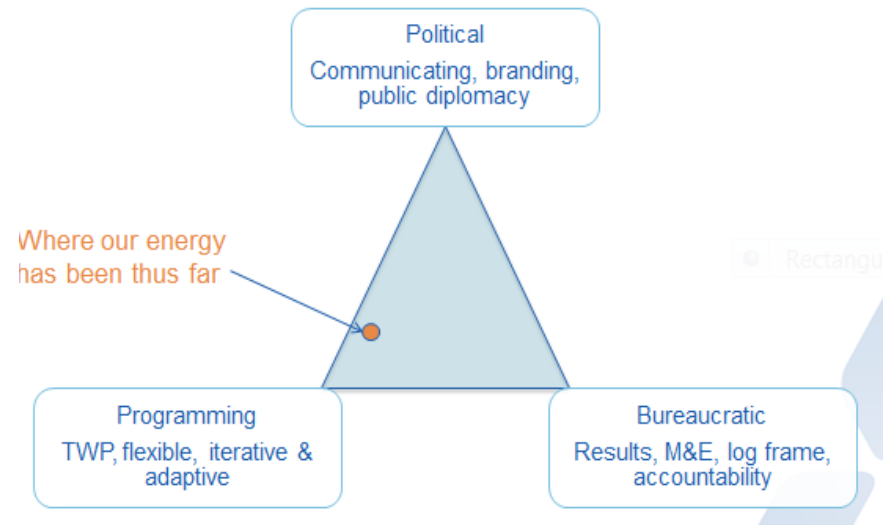 Political
Communicating, branding,
public diplomacy
Where our energy
has been thus far
Programming
TWP, flexible, iterative &
adaptive
Bureaucratic
Results, M&E, log frame,
accountability
Rectangu